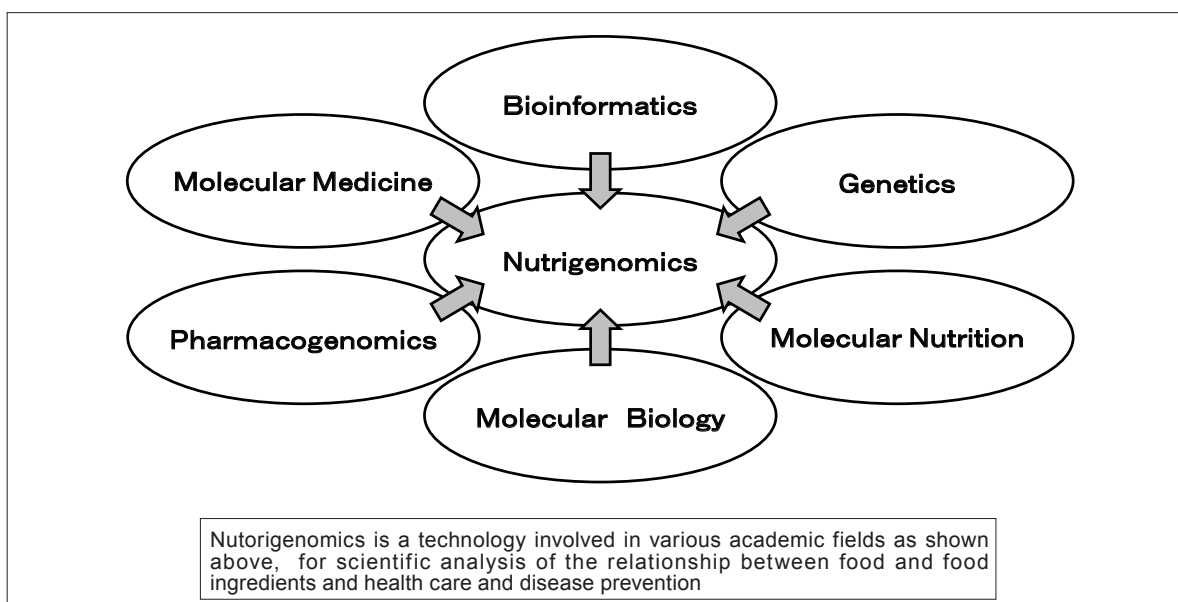 Bioinformatics
Molecular Medicine
Genetics
Nutrigenomics
Pharmacogenomics
Molecular Nutrition
Molecular Biology
Nutorigenomics is a technology involved in various academic fields as shown
above, for scientific analysis of the relationship between food and food
ingredients and health care and disease prevention